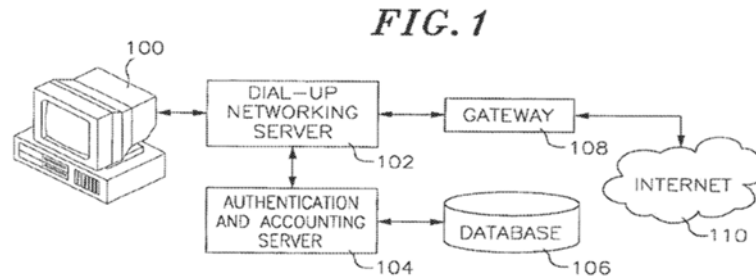 FIG. 1
100
DIAL-UP
NETWORKING
SERVER
102
GATEWAY
108
INTERNET
110
AUTHENTICATION
AND ACCOUNTING
SERVER
104
DATABASE
106